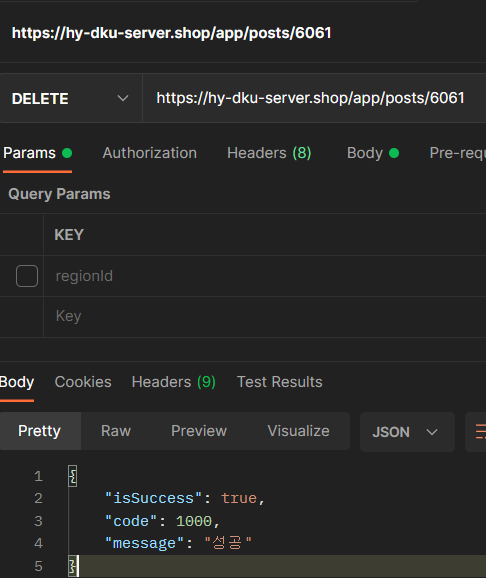 https://hy-dku-server.shop/app/posts/6061
DELETE https://hy-dku-server.shop/app/posts/6061
Params Authorization Headers (8) Body Pre-requ
Query Params
KEY
regionId
Key
Body Cookies Headers (9) Test Results
Pretty Raw Preview Visualize JSON
1 {
2 "isSuccess": true,
3 "code": 1000,
4 "message": "성공"
5 }